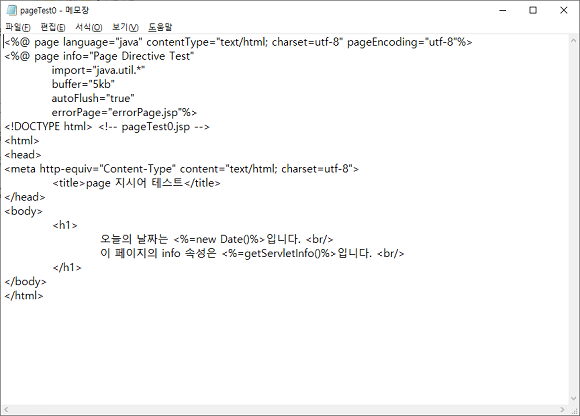 pageTest0 - 메모장
파일(F) 편집(E) 서식(O) 보기(V) 도움말
<%@ page language="java" contentType="text/html; charset=utf-8" pageEncoding="utf-8"%>
<%@ page info="Page Directive Test"
import="java.util.*"
buffer="5kb"
autoFlush="true"
errorPage="errorPage.jsp"%>
<!DOCTYPE html> <!-- pageTest0.jsp -->
<html>
<head>
<meta http-equiv="Content-Type" content="text/html; charset=utf-8">
<title>page 지시어 테스트</title>
</head>
<body>
<h1>
오늘의 날짜는 <%=new Date()%>입니다. <br/>
이 페이지의 info 속성은 <%=getServletInfo()%>입니다. <br/>
</h1>
</body>
</html>